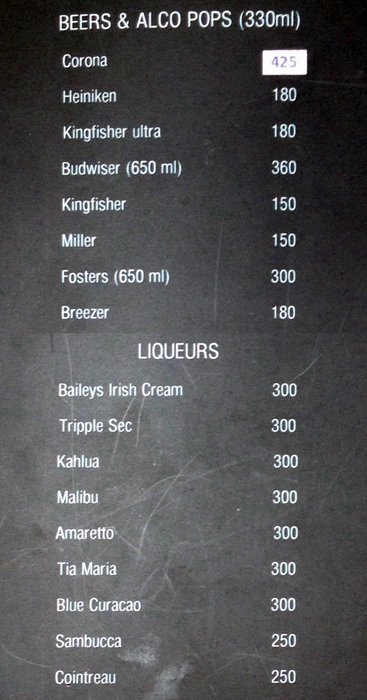 BEERS & ALCO POPS (330ml)
Corona 425
Heiniken 180
Kingfisher ultra 180
Budwiser (650 ml) 360
Kingfisher 150
Miller 150
Fosters (650 ml) 300
Breezer 180
LIQUEURS
Baileys Irish Cream 300
Tripple Sec 300
Kahlua 300
Malibu 300
Amaretto 300
Tia Maria 300
Blue Curacao 300
Sambucca 250
Cointreau 250